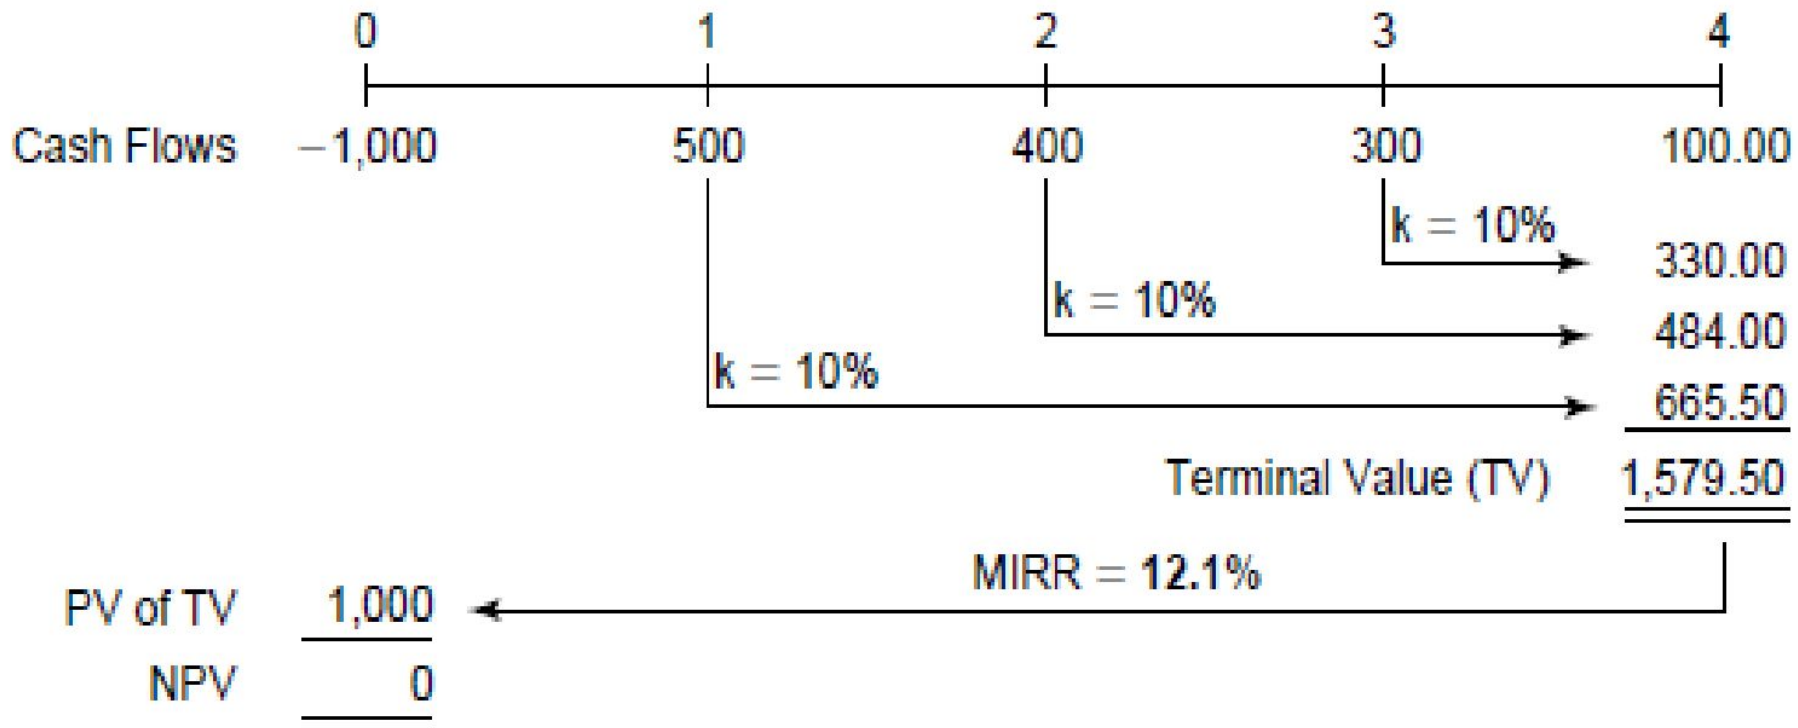 0 1 2 3 4
Cash Flows −1,000 500 400 300 100.00
k = 10%
330.00
k = 10%
484.00
k = 10%
665.50
Terminal Value (TV) 1,579.50
MIRR = 12.1%
PV of TV 1,000
NPV 0